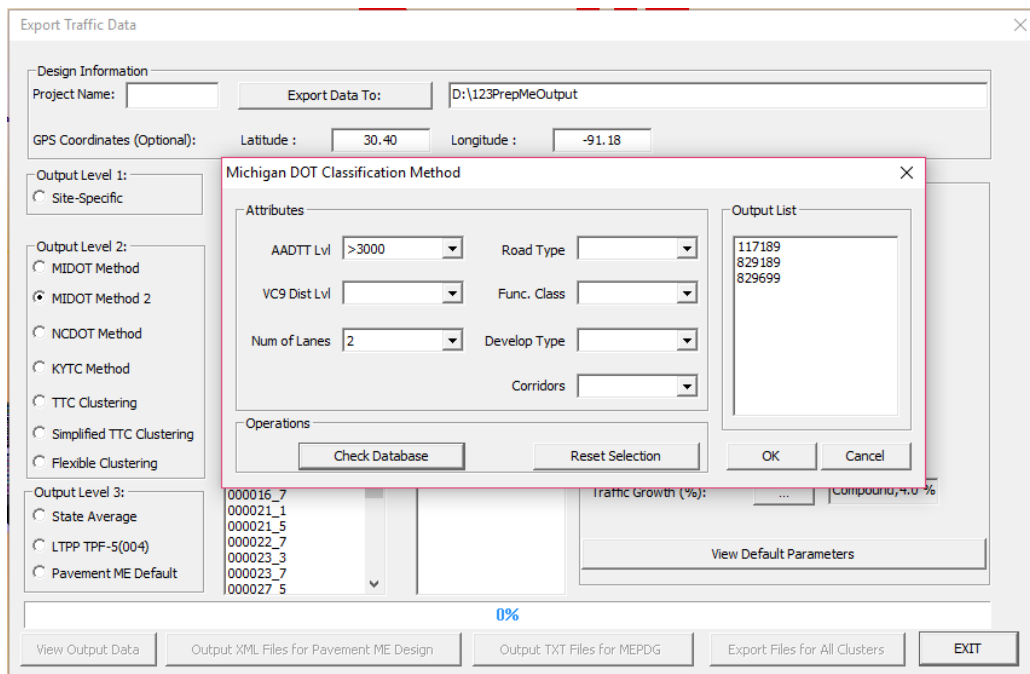 Export Traffic Data
Design Information
Project Name:
Export Data To:
D:\123PrepMeOutput
GPS Coordinates (Optional):
Latitude :
30.40
Longitude :
-91.18
Output Level 1:
Site-Specific
Output Level 2:
MIDOT Method
MIDOT Method 2
NCDOT Method
KYTC Method
TTC Clustering
Simplified TTC Clustering
Flexible Clustering
Output Level 3:
State Average
LTPP TPF-5(004)
Pavement ME Default
Michigan DOT Classification Method
Attributes
AADTT Lvl
>3000
Road Type
VC9 Dist Lvl
Func. Class
Num of Lanes
2
Develop Type
Corridors
Operations
Check Database
Reset Selection
Output List
117189
829189
829699
OK
Cancel
000016_7
000021_1
000021_5
000022_7
000023_3
000023_7
000027_5
Traffic Growth (%):
...
Compound,4.0 %
View Default Parameters
0%
View Output Data
Output XML Files for Pavement ME Design
Output TXT Files for MEPDG
Export Files for All Clusters
EXIT